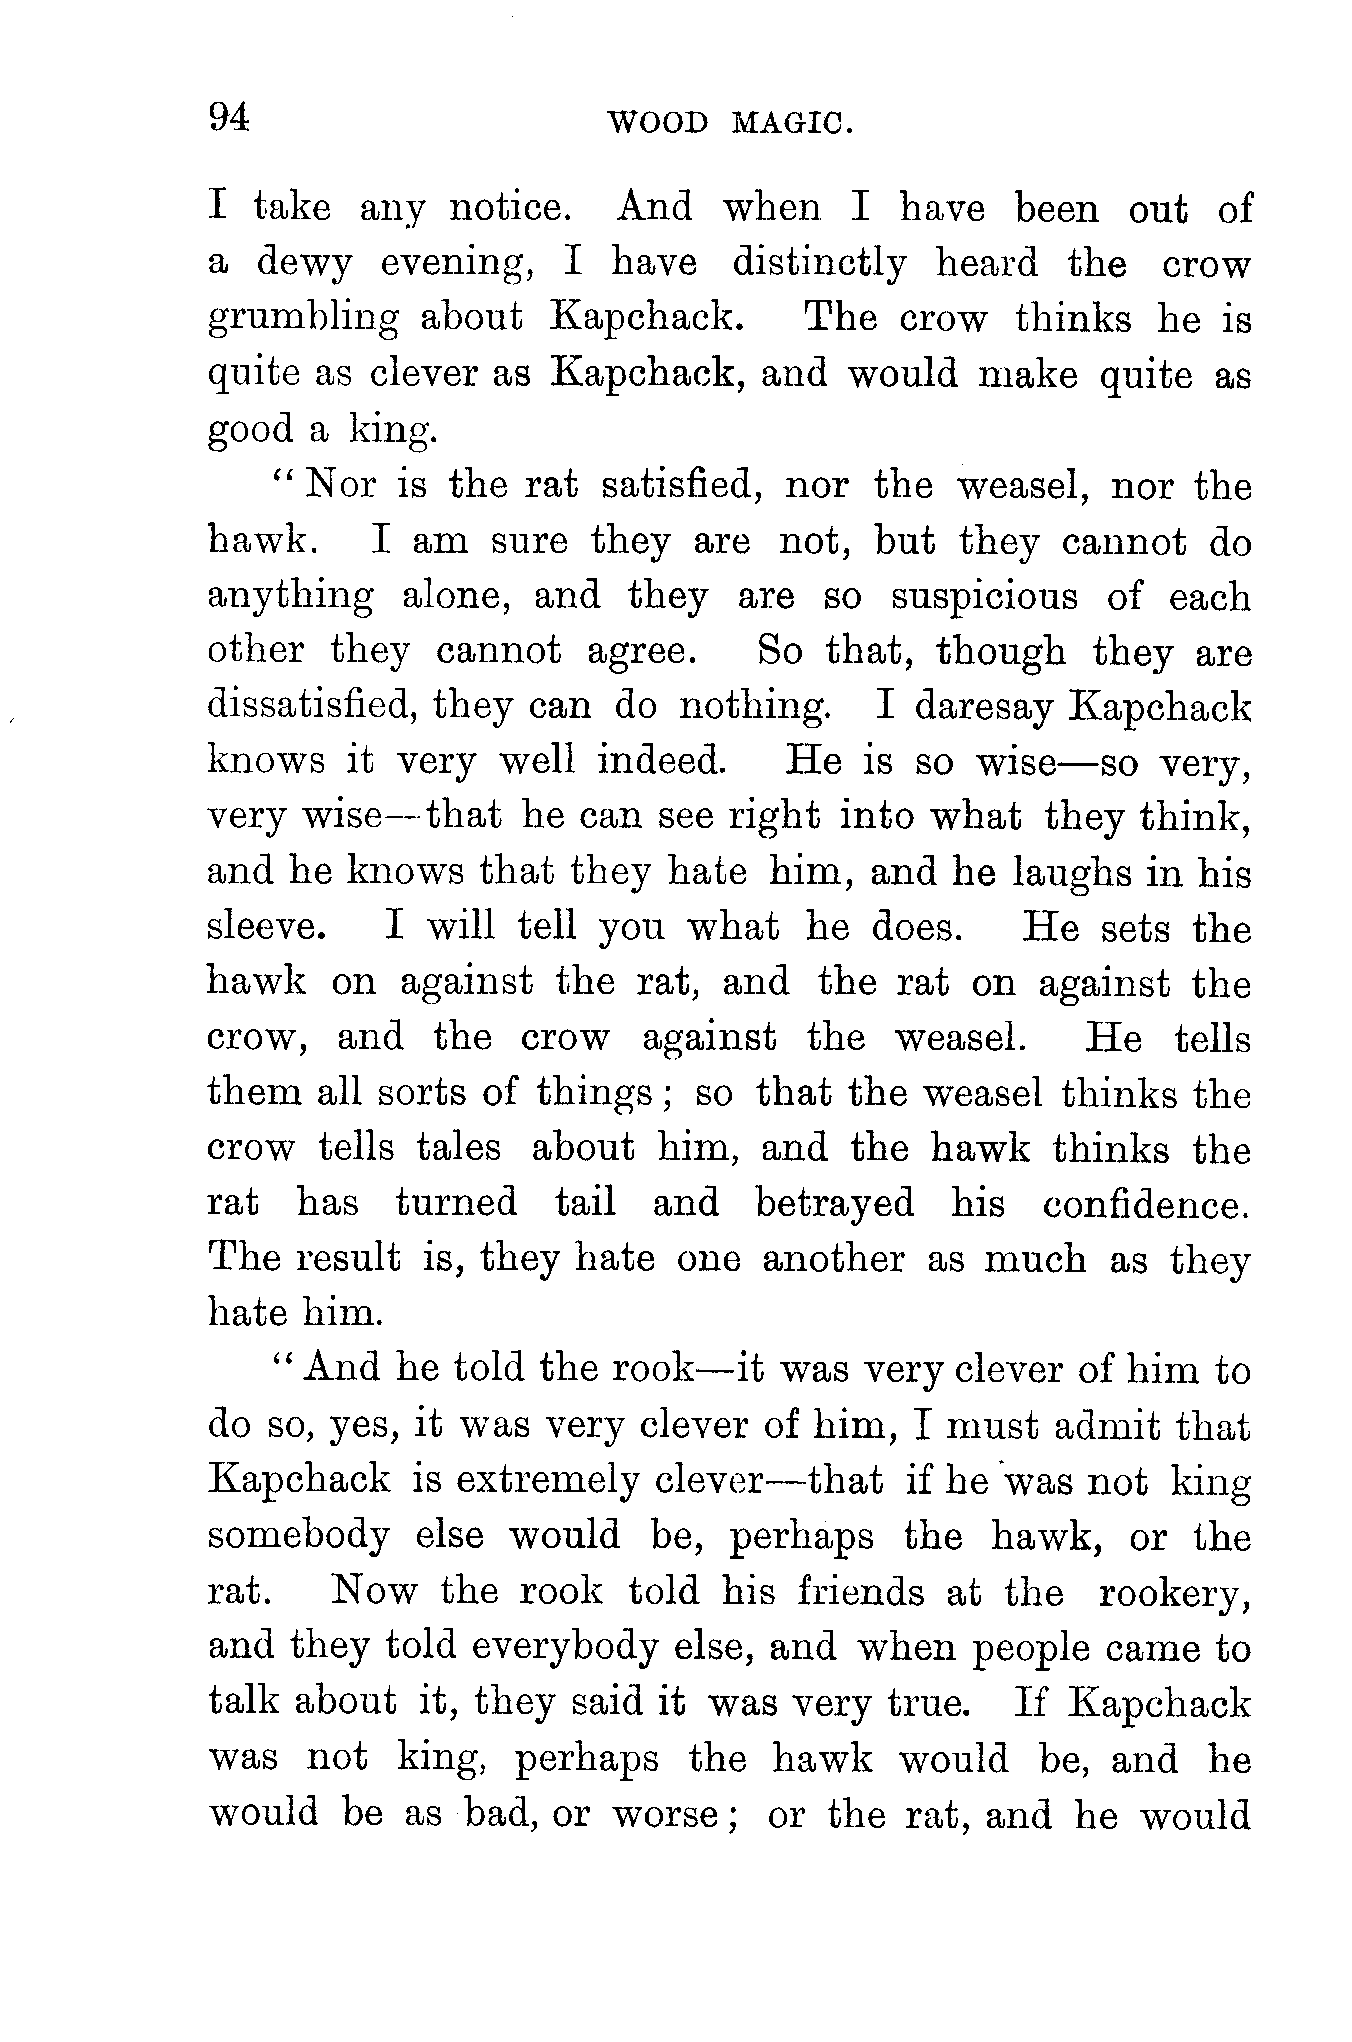 94 WOOD MAGIC.
I take any notice. And when I have been out of
a dewy evening, I have distinctly heard the crow
grumbling about Kapchack. The crow thinks he is
quite as clever as Kapchack, and would make quite as
good a king.
“ Nor is the rat satisfied, nor the weasel, nor the
hawk. I am sure they are not, but they cannot do
anything alone, and they are so suspicious of each
other they cannot agree. So that, though they are
dissatisfied, they can do nothing. I daresay Kapchack
knows it very well indeed. He is so wise—so very,
very wise—that he can see right into what they think,
and he knows that they hate him, and he laughs in his
sleeve. I will tell you what he does. He sets the
hawk on against the rat, and the rat on against the
crow, and the crow against the weasel. He tells
them all sorts of things ; so that the weasel thinks the
crow tells tales about him, and the hawk thinks the
rat has turned tail and betrayed his confidence.
The result is, they hate one another as much as they
hate him.
“ And he told the rook—it was very clever of him to
do so, yes, it was very clever of him, I must admit that
Kapchack is extremely clever—that if he was not king
somebody else would be, perhaps the hawk, or the
rat. Now the rook told his friends at the rookery,
and they told everybody else, and when people came to
talk about it, they said it was very true. If Kapchack
was not king, perhaps the hawk would be, and he
would be as bad, or worse ; or the rat, and he would